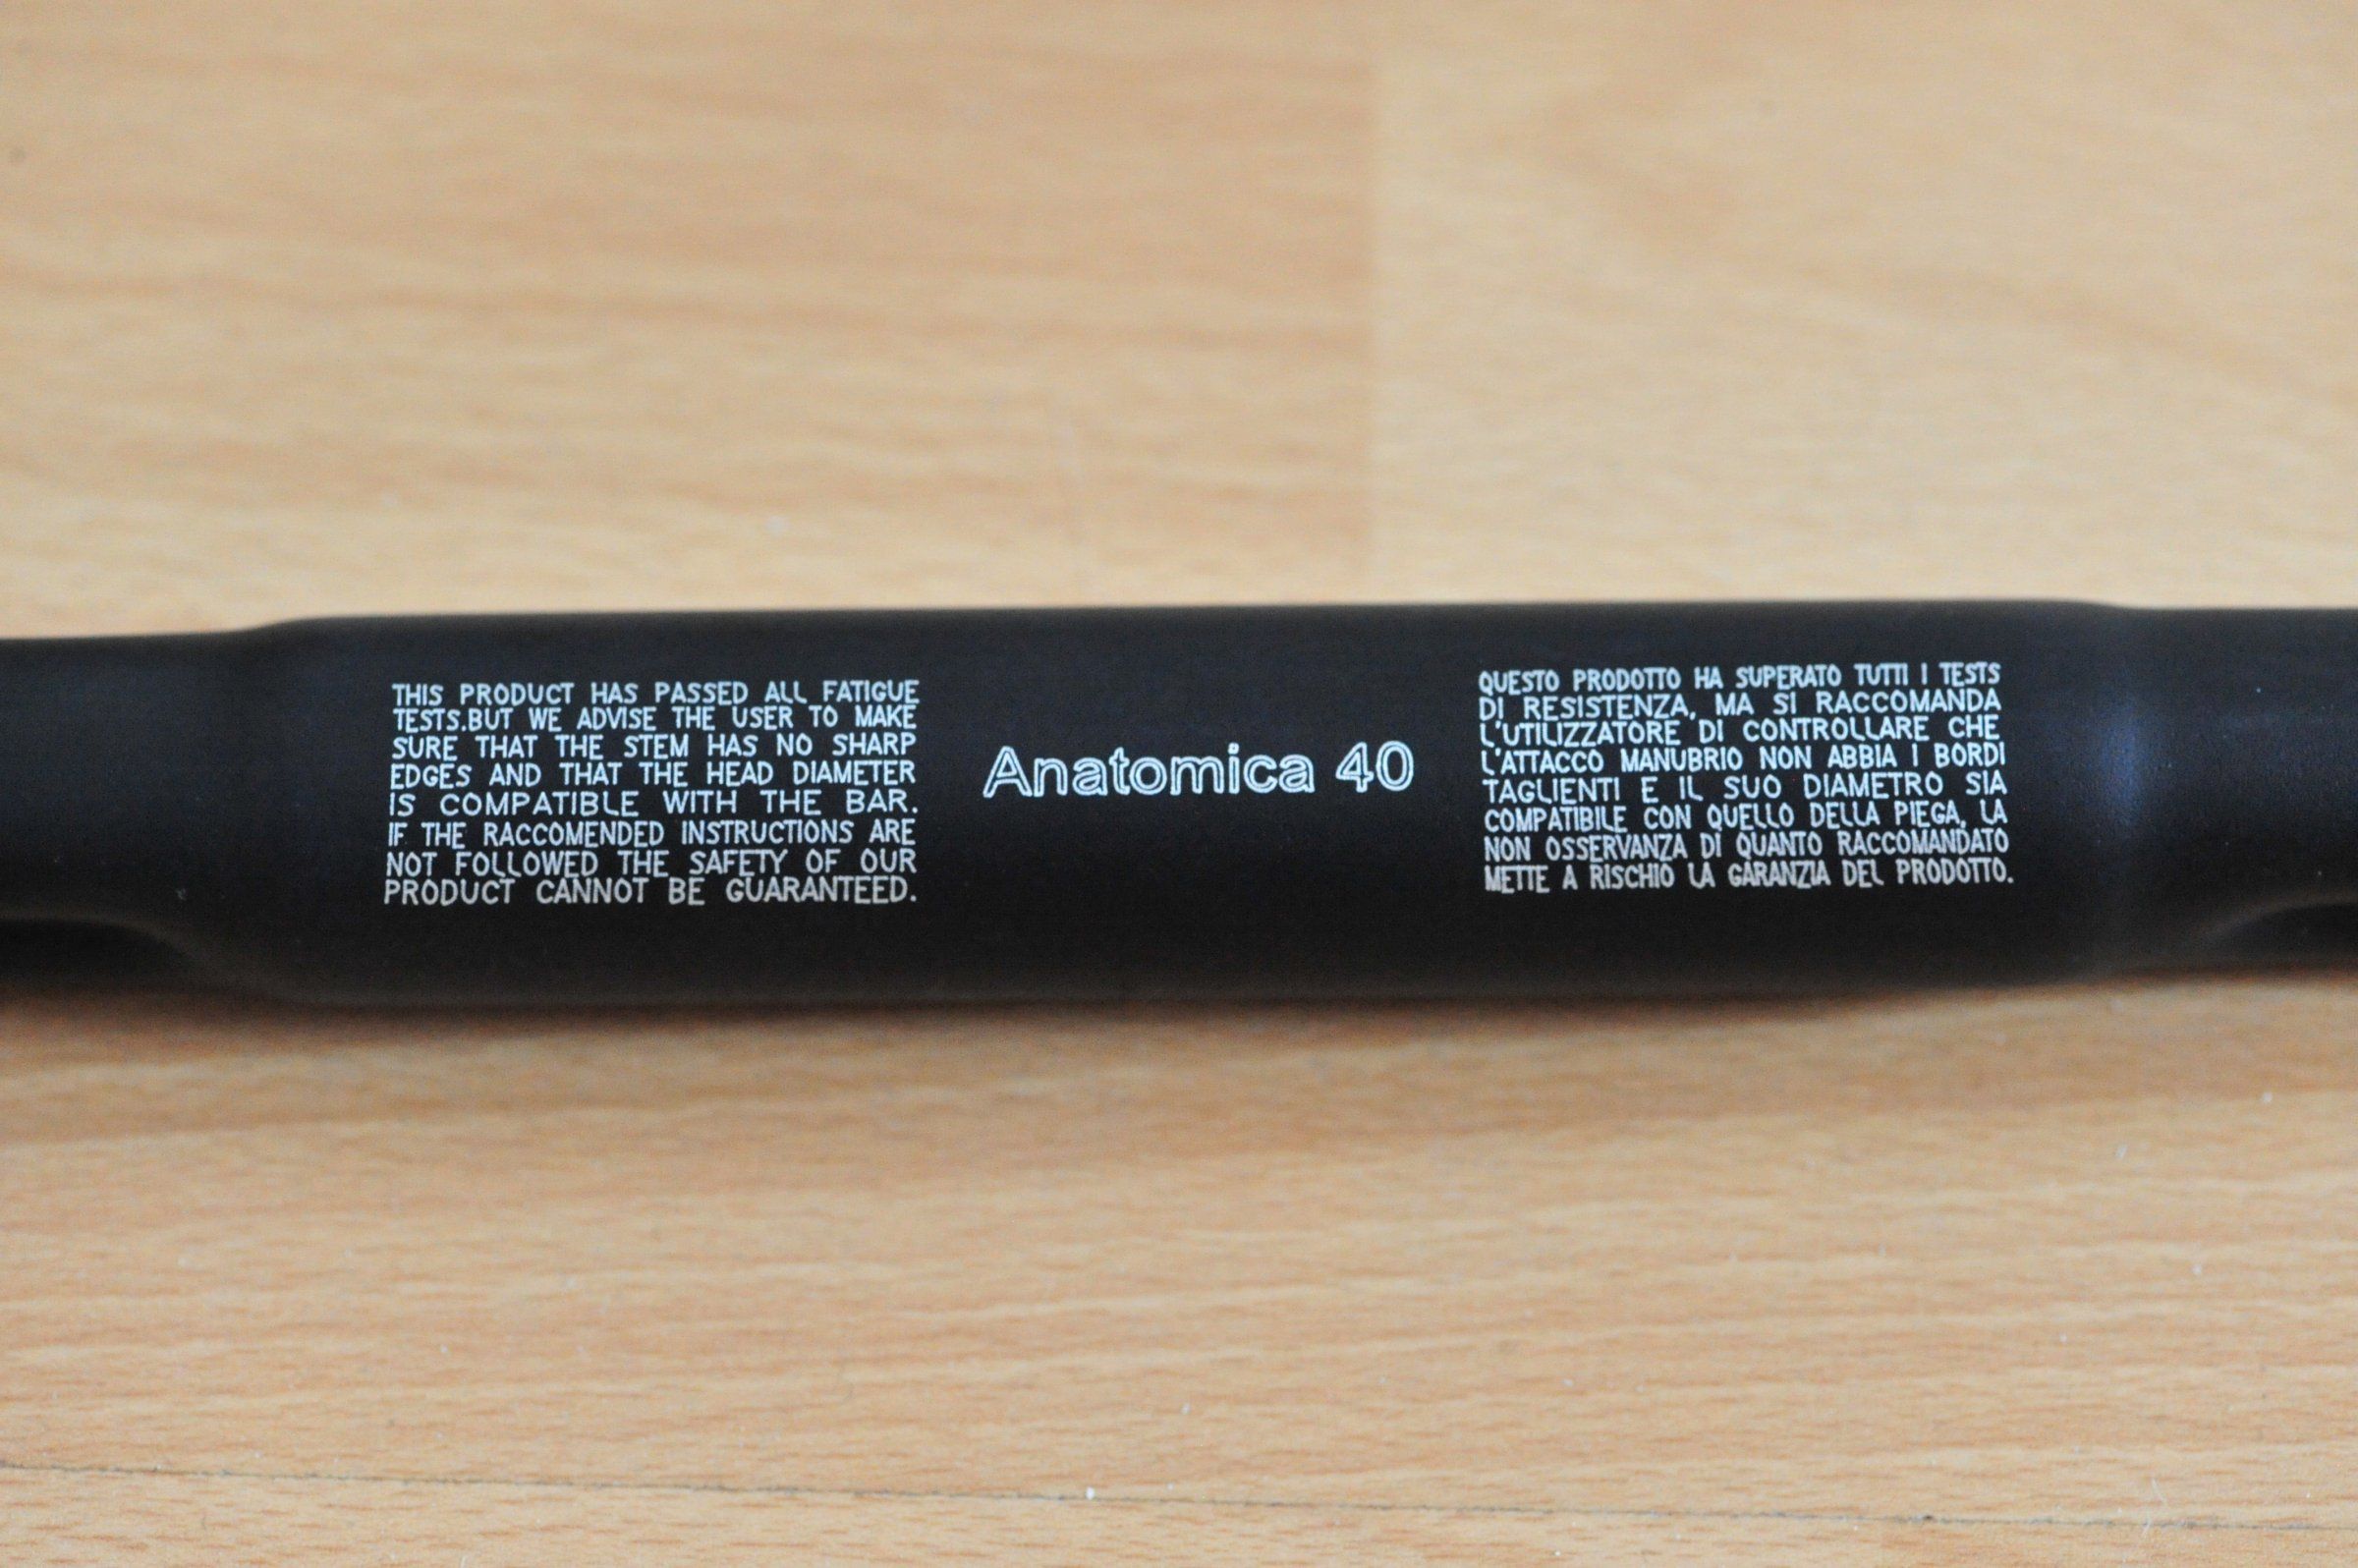 THIS PRODUCT HAS PASSED ALL FATIGUE
TESTS.BUT WE ADVISE THE USER TO MAKE
SURE THAT THE STEM HAS NO SHARP
EDGES AND THAT THE HEAD DIAMETER
IS COMPATIBLE WITH THE BAR.
IF THE RACCOMENDED INSTRUCTIONS ARE
NOT FOLLOWED THE SAFETY OF OUR
PRODUCT CANNOT BE GUARANTEED.
Anatomica 40
QUESTO PRODOTTO HA SUPERATO TUTTI I TESTS
DI RESISTENZA, MA SI RACCOMANDA
L'UTILIZZATORE DI CONTROLLARE CHE
L'ATTACCO MANUBRIO NON ABBIA I BORDI
TAGLIENTI E IL SUO DIAMETRO SIA
COMPATIBILE CON QUELLO DELLA PIEGA, LA
NON OSSERVANZA DI QUANTO RACCOMANDATO
METTE A RISCHIO LA GARANZIA DEL PRODOTTO.